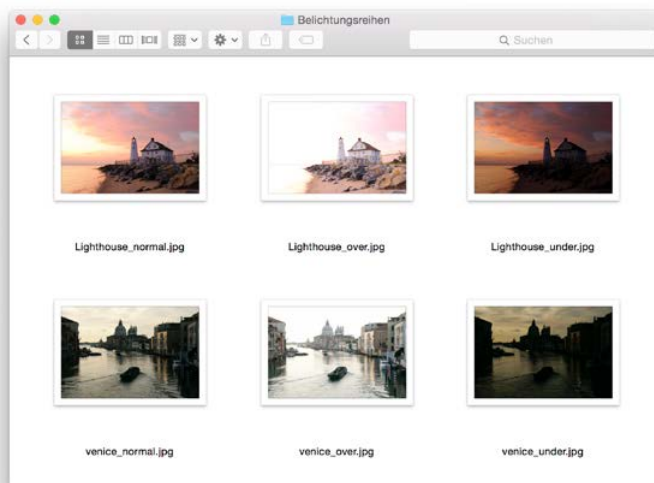 Belichtungsreihen
Suchen
Lighthouse_normal.jpg
Lighthouse_over.jpg
Lighthouse_under.jpg
venice_normal.jpg
venice_over.jpg
venice_under.jpg